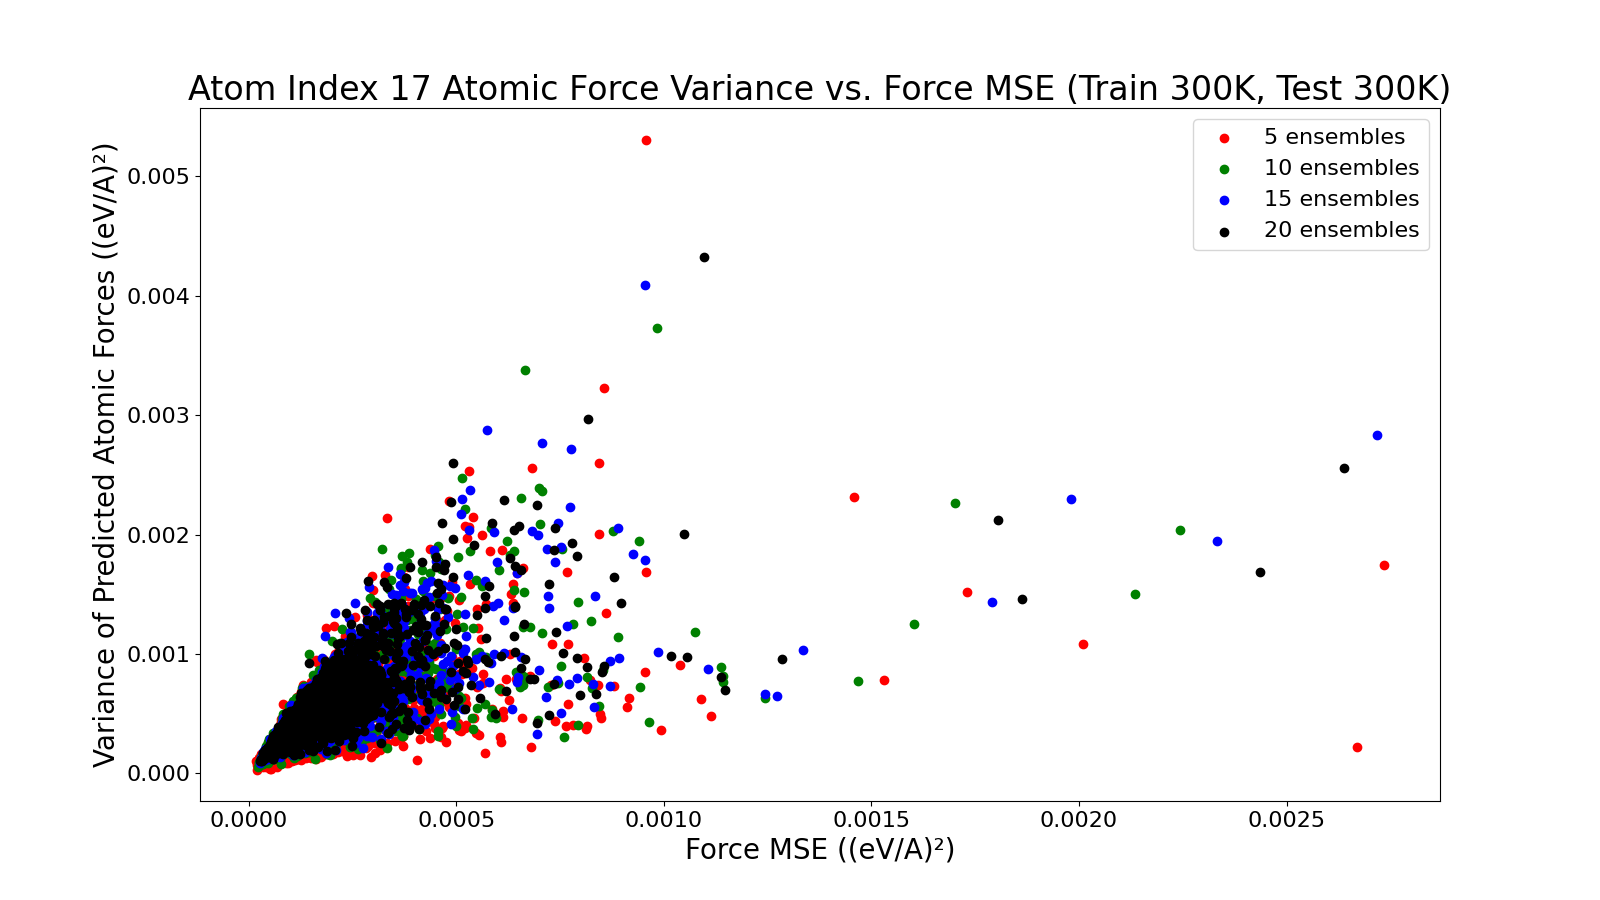 Atom Index 17 Atomic Force Variance vs. Force MSE (Train 300K, Test 300K)
5 ensembles
10 ensembles
15 ensembles
20 ensembles
Variance of Predicted Atomic Forces ((eV/A)²)
0.005
0.004
0.003
0.002
0.001
0.000
0.0000 0.0005 0.0010 0.0015 0.0020 0.0025
Force MSE ((eV/A)²)